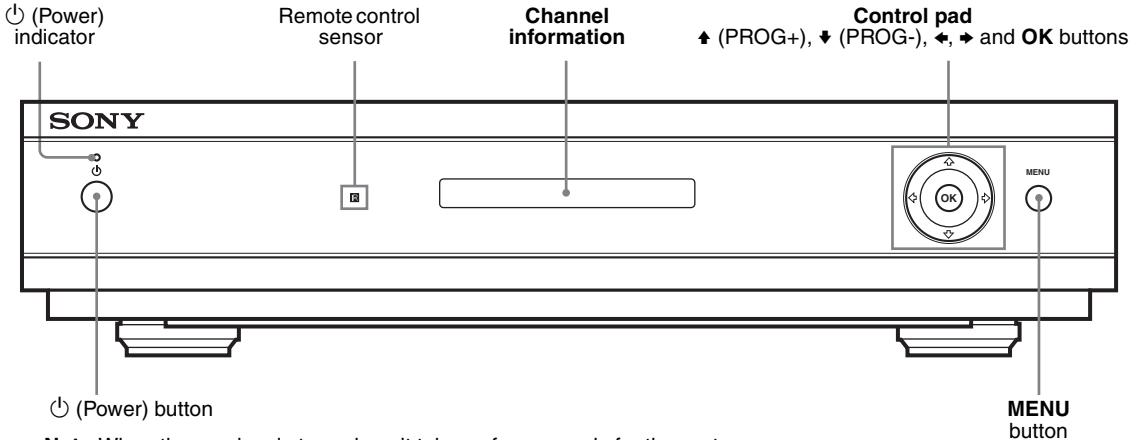 ⏻ (Power)
indicator
Remote control
sensor
Channel
information
Control pad
🠉 (PROG+), 🠋 (PROG-), 🠈, 🠊 and OK buttons
SONY
⏻
R
OK
MENU
⏻ (Power) button
MENU
button